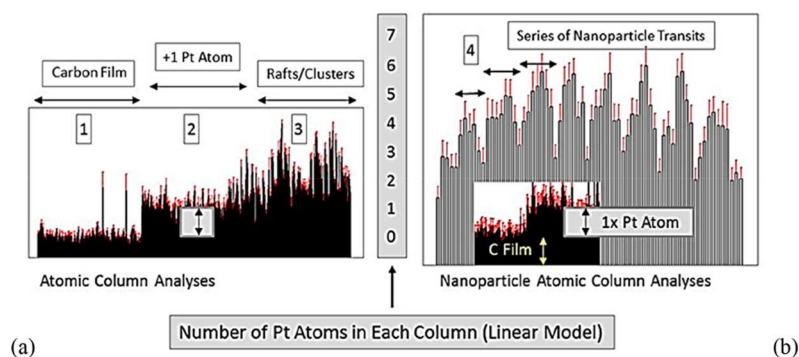 +1 Pt Atom
Carbon Film
Rafts/Clusters
1
2
3
Atomic Column Analyses
7
6
5
4
3
2
1
0
Series of Nanoparticle Transits
4
1x Pt Atom
C Film
Nanoparticle Atomic Column Analyses
Number of Pt Atoms in Each Column (Linear Model)
(a)
(b)